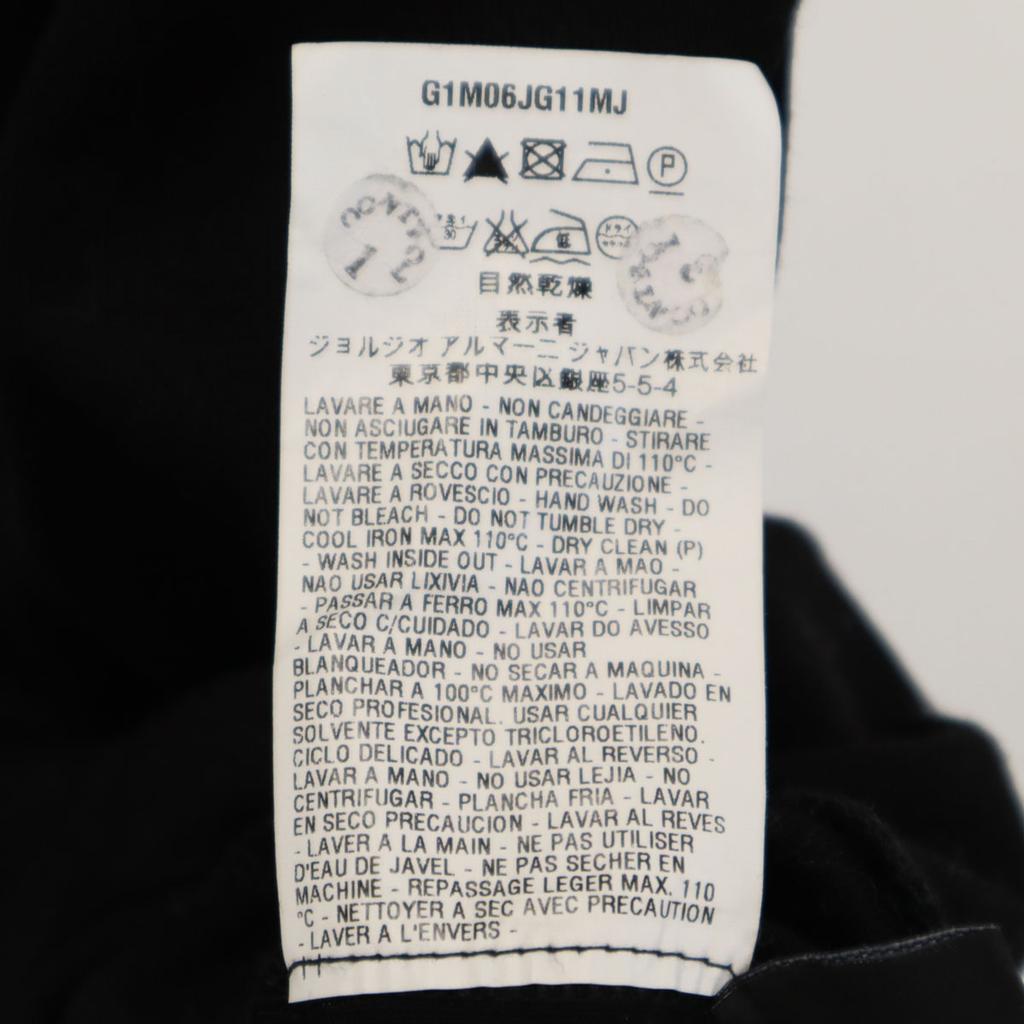 G1M06JG11MJ
P
低 ドライ
自然乾燥
表示者
ジョルジオ アルマーニ ジャパン株式会社
東京都中央区銀座5-5-4
LAVARE A MANO - NON CANDEGGIARE -
NON ASCIUGARE IN TAMBURO - STIRARE
CON TEMPERATURA MASSIMA DI 110°C -
LAVARE A SECCO CON PRECAUZIONE -
LAVARE A ROVESCIO - HAND WASH - DO
NOT BLEACH - DO NOT TUMBLE DRY -
COOL IRON MAX 110°C - DRY CLEAN (P)
- WASH INSIDE OUT - LAVAR A MAO -
NAO USAR LIXIVIA - NAO CENTRIFUGAR
- PASSAR A FERRO MAX 110°C - LIMPAR
A SECO C/CUIDADO - LAVAR DO AVESSO
- LAVAR A MANO - NO USAR
BLANQUEADOR - NO SECAR A MAQUINA -
PLANCHAR A 100°C MAXIMO - LAVADO EN
SECO PROFESIONAL. USAR CUALQUIER
SOLVENTE EXCEPTO TRICLOROETILENO.
CICLO DELICADO - LAVAR AL REVERSO -
LAVAR A MANO - NO USAR LEJIA - NO
CENTRIFUGAR - PLANCHA FRIA - LAVAR
EN SECO PRECAUCION - LAVAR AL REVES
- LAVER A LA MAIN - NE PAS UTILISER
D'EAU DE JAVEL - NE PAS SECHER EN
MACHINE - REPASSAGE LEGER MAX. 110
°C - NETTOYER A SEC AVEC PRECAUTION
- LAVER A L'ENVERS -